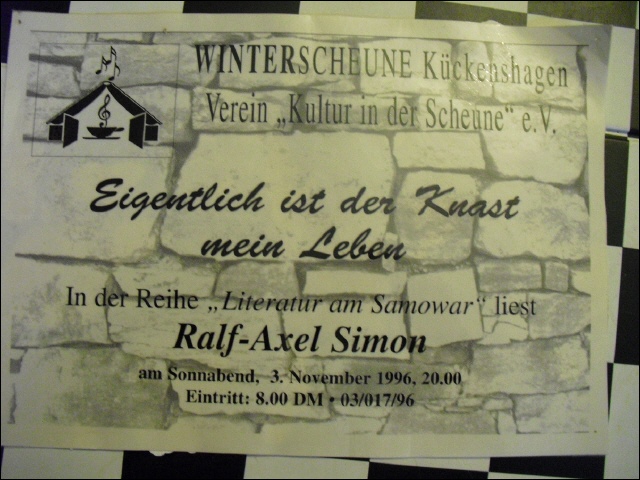 WINTERSCHEUNE Kückenshagen
Verein „Kultur in der Scheune“ e.V.
Eigentlich ist der Knast
mein Leben
In der Reihe „Literatur am Samowar“ liest
Ralf-Axel Simon
am Sonnabend, 3. November 1996, 20.00
Eintritt: 8.00 DM • 03/017/96